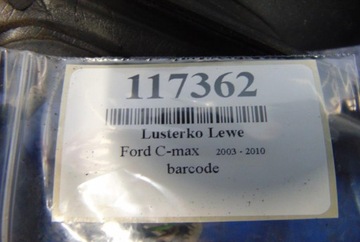 117362
Lusterko Lewe
Ford C-max 2003 - 2010
barcode